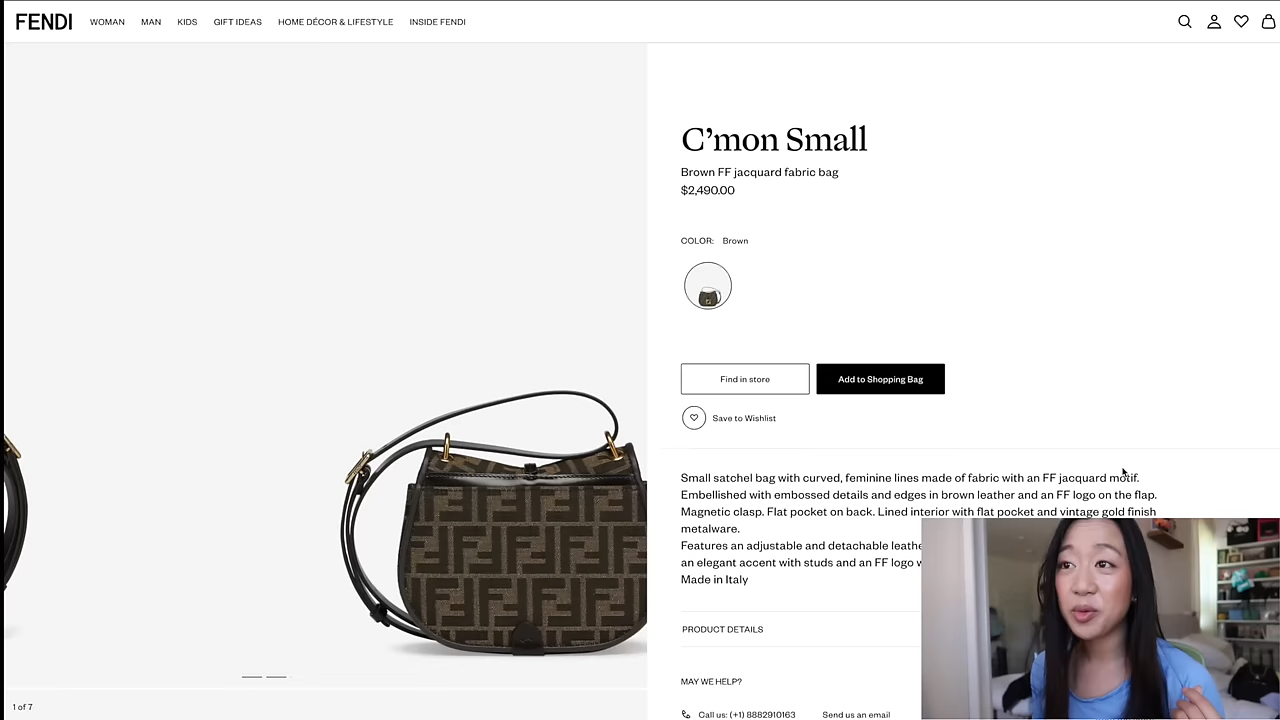 FENDI
WOMAN
MAN
KIDS
GIFT IDEAS
HOME DÉCOR & LIFESTYLE
INSIDE FENDI
C'mon Small
Brown FF jacquard fabric bag
$2,490.00
COLOR: Brown
Find in store
Add to Shopping Bag
Save to Wishlist
Small satchel bag with curved, feminine lines made of fabric with an FF jacquard motif.
Embellished with embossed details and edges in brown leather and an FF logo on the flap.
Magnetic clasp. Flat pocket on back. Lined interior with flat pocket and vintage gold finish
metalware.
Features an adjustable and detachable leathe
an elegant accent with studs and an FF logo
Made in Italy
PRODUCT DETAILS
MAY WE HELP?
Call us: (+1) 8882910163
Send us an email
1 of 7